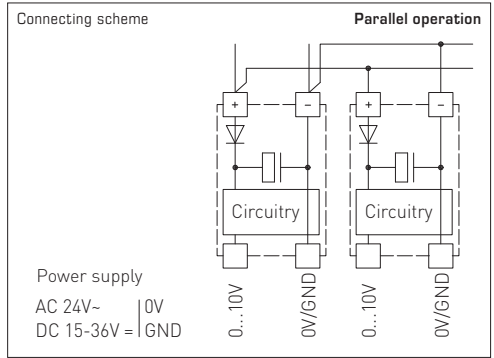 Connecting scheme
Parallel operation
+ - + -
Circuitry
Circuitry
Power supply
AC 24V~ 0V
DC 15-36V = GND
0...10V
0V/GND
0...10V
0V/GND